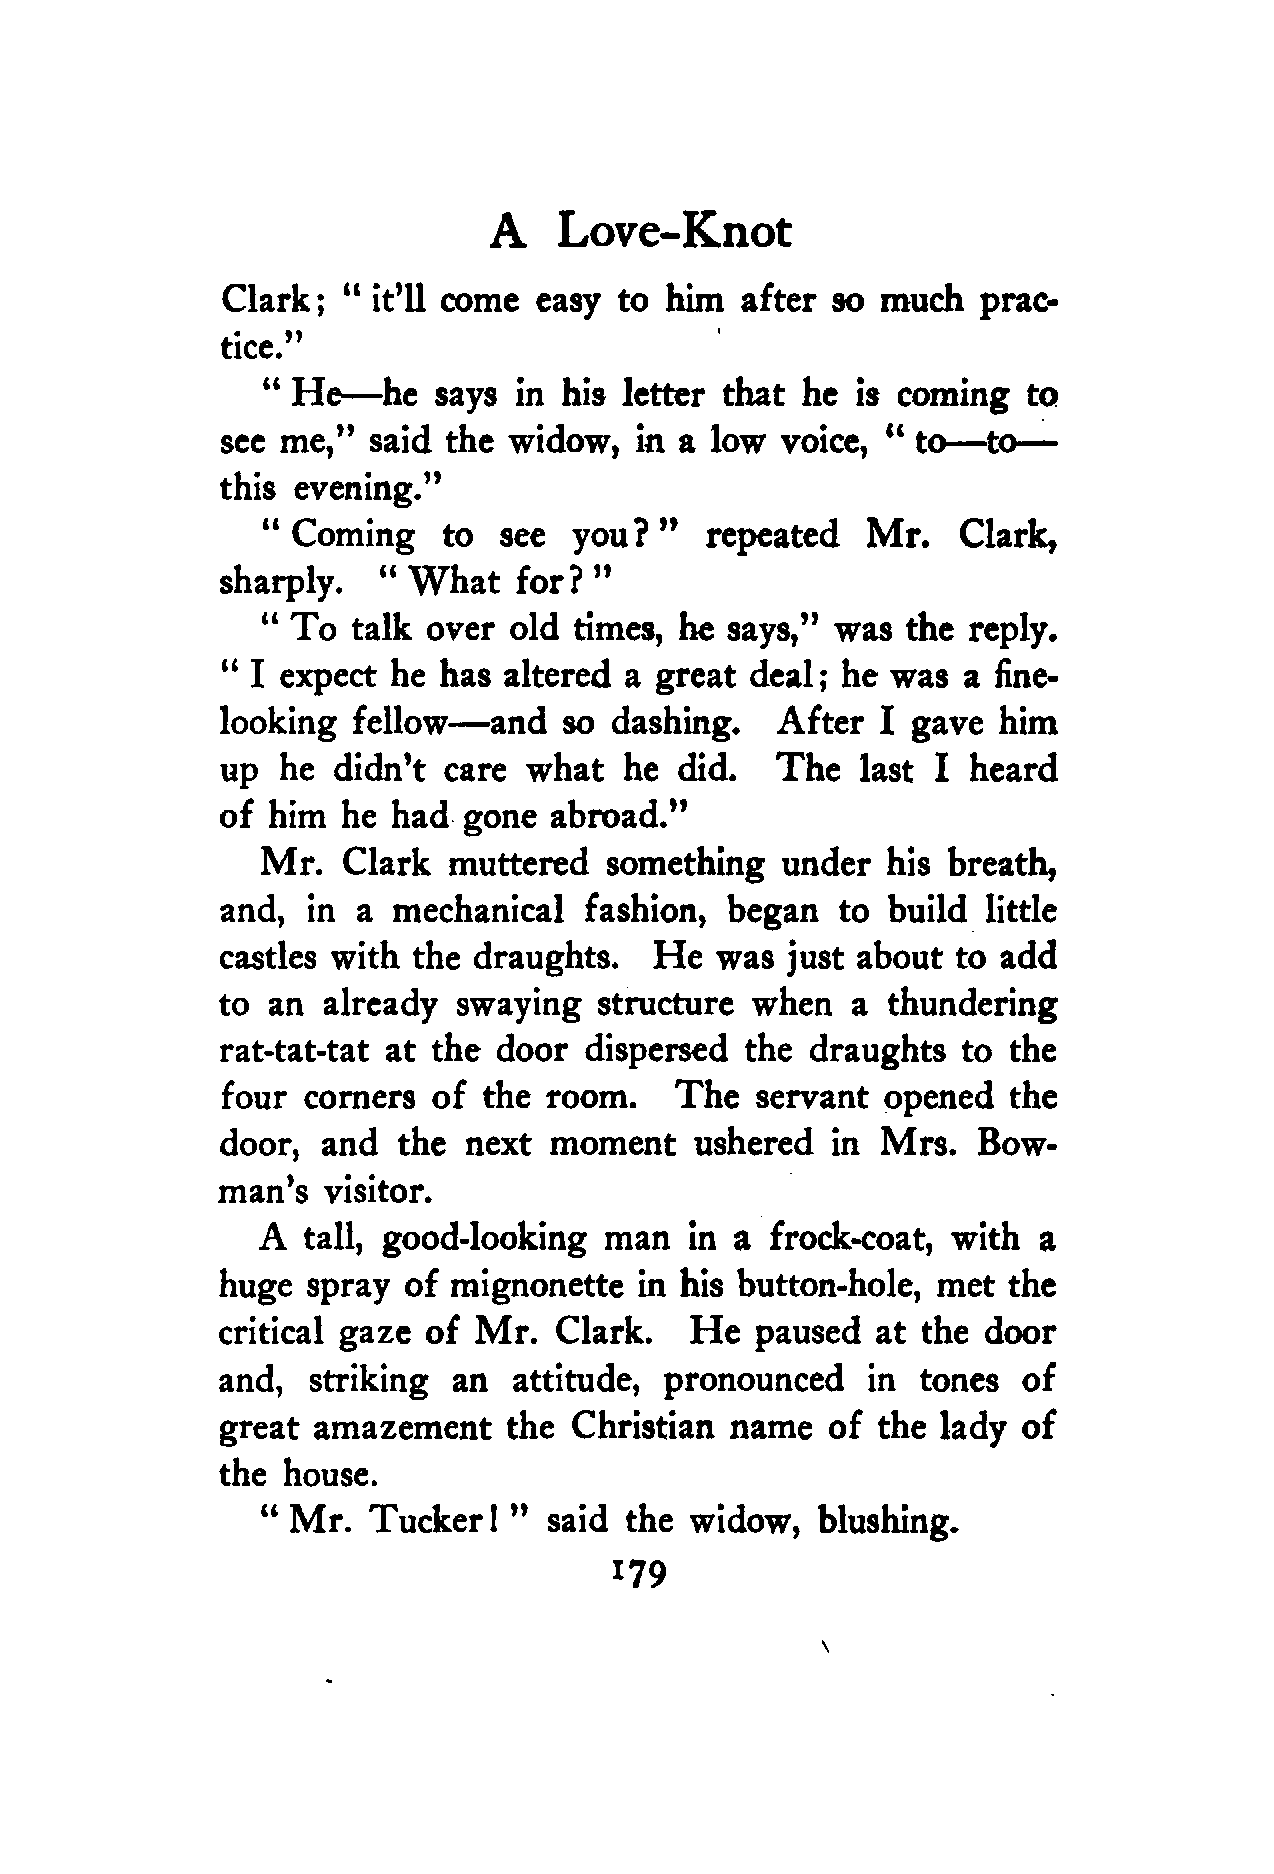 A Love-Knot
Clark; " it'll come easy to him after so much prac-
tice."
" He—he says in his letter that he is coming to
see me," said the widow, in a low voice, " to—to—
this evening."
" Coming to see you? " repeated Mr. Clark,
sharply. " What for? "
" To talk over old times, he says," was the reply.
" I expect he has altered a great deal; he was a fine-
looking fellow—and so dashing. After I gave him
up he didn't care what he did. The last I heard
of him he had gone abroad."
Mr. Clark muttered something under his breath,
and, in a mechanical fashion, began to build little
castles with the draughts. He was just about to add
to an already swaying structure when a thundering
rat-tat-tat at the door dispersed the draughts to the
four corners of the room. The servant opened the
door, and the next moment ushered in Mrs. Bow-
man's visitor.
A tall, good-looking man in a frock-coat, with a
huge spray of mignonette in his button-hole, met the
critical gaze of Mr. Clark. He paused at the door
and, striking an attitude, pronounced in tones of
great amazement the Christian name of the lady of
the house.
" Mr. Tucker! " said the widow, blushing.
179